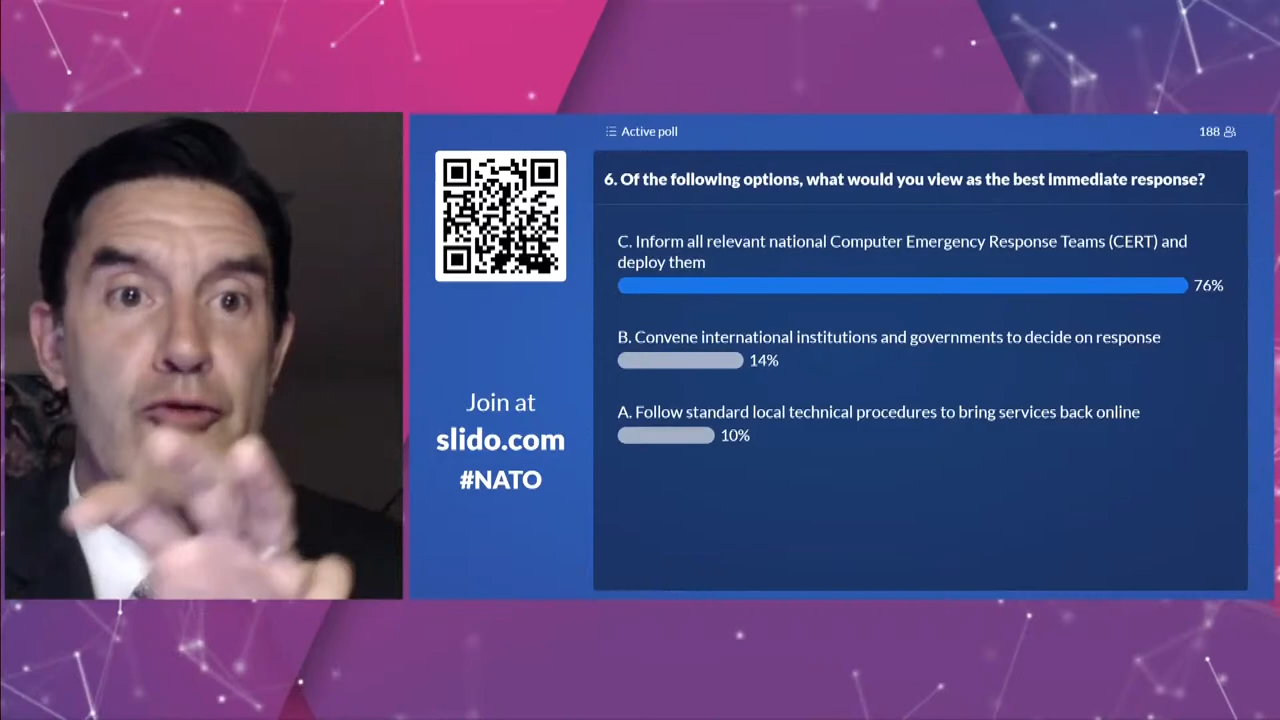 Active poll
188
6. Of the following options, what would you view as the best immediate response?
C. Inform all relevant national Computer Emergency Response Teams (CERT) and
deploy them
76%
B. Convene international institutions and governments to decide on response
14%
A. Follow standard local technical procedures to bring services back online
10%
Join at
slido.com
#NATO